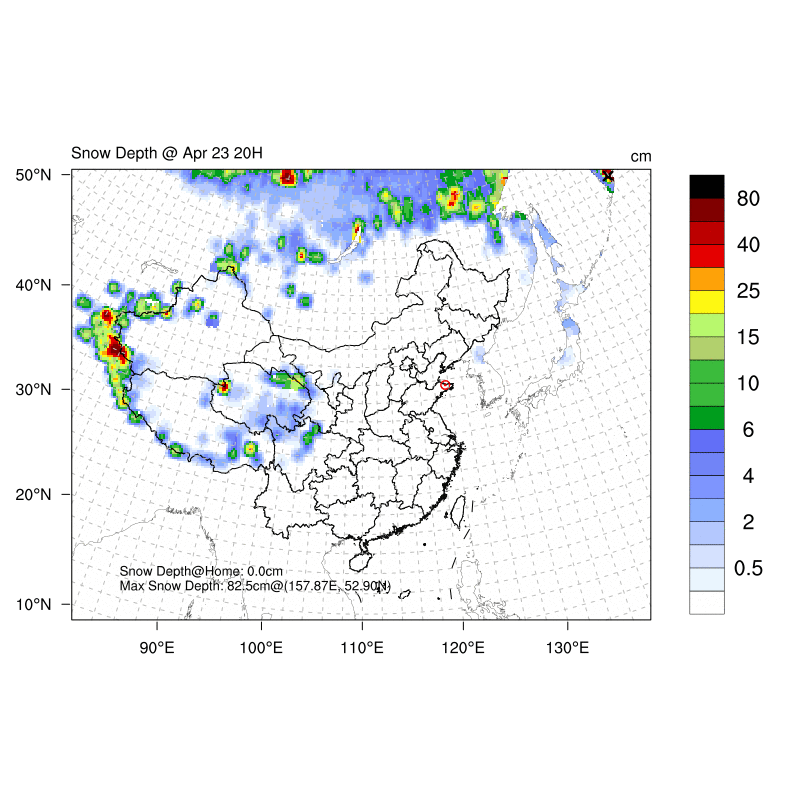 Snow Depth @ Apr 23 20H
cm
50°N
40°N
30°N
20°N
10°N
90°E
100°E
110°E
120°E
130°E
80
40
25
15
10
6
4
2
0.5
Snow Depth@Home: 0.0cm
Max Snow Depth: 82.5cm@(157.87E, 52.90N)